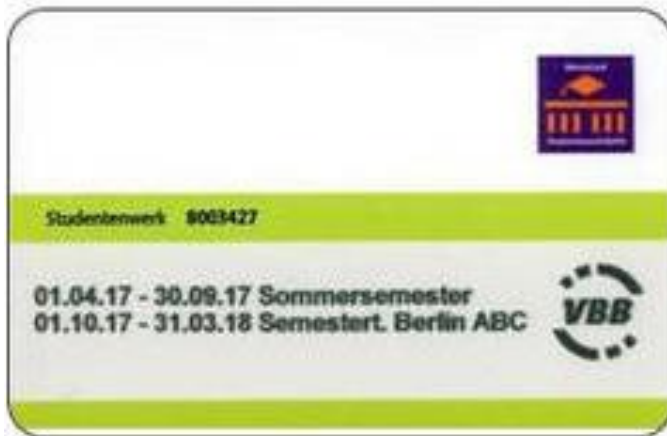 Studentenwerk 8003427
01.04.17 - 30.09.17 Sommersemester
01.10.17 - 31.03.18 Semestert. Berlin ABC
VBB